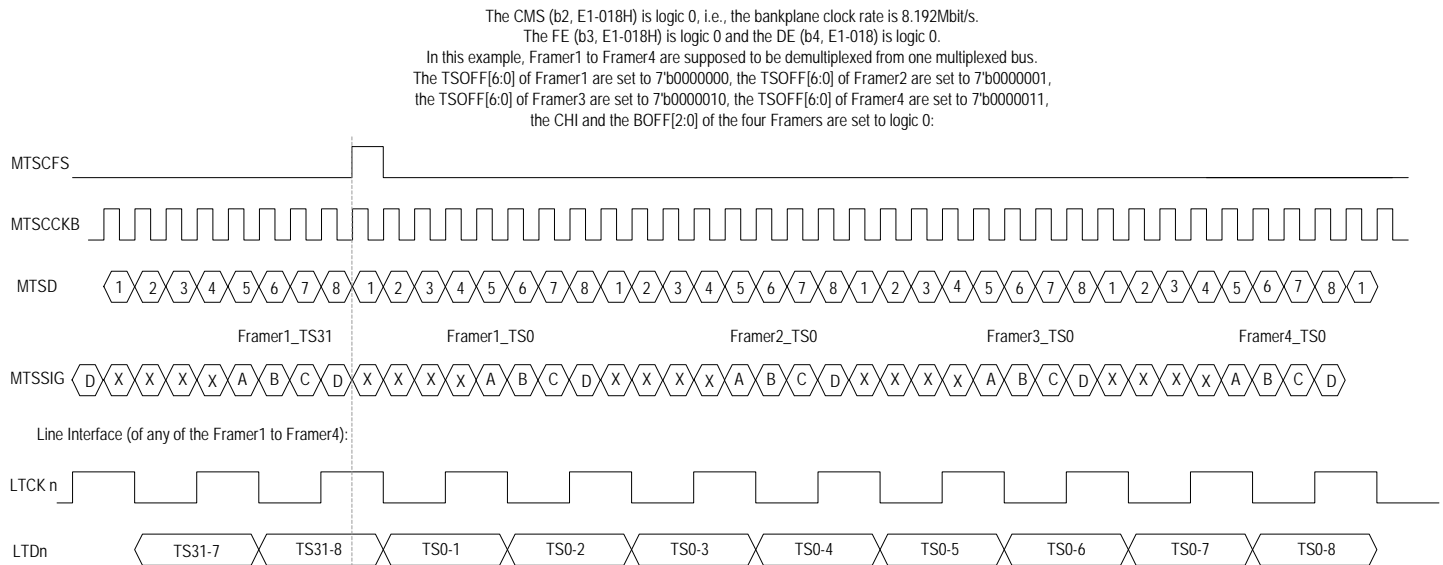 The CMS (b2, E1-018H) is logic 0, i.e., the bankplane clock rate is 8.192Mbit/s.
The FE (b3, E1-018H) is logic 0 and the DE (b4, E1-018) is logic 0.
In this example, Framer1 to Framer4 are supposed to be demultiplexed from one multiplexed bus.
The TSOFF[6:0] of Framer1 are set to 7'b0000000, the TSOFF[6:0] of Framer2 are set to 7'b0000001,
the TSOFF[6:0] of Framer3 are set to 7'b0000010, the TSOFF[6:0] of Framer4 are set to 7'b0000011,
the CHI and the BOFF[2:0] of the four Framers are set to logic 0:
MTSCFS
MTSCCKB
MTSD 1 2 3 4 5 6 7 8 1 2 3 4 5 6 7 8 1 2 3 4 5 6 7 8 1 2 3 4 5 6 7 8 1 2 3 4 5 6 7 8 1
Framer1_TS31 Framer1_TS0 Framer2_TS0 Framer3_TS0 Framer4_TS0
MTSSIG D X X X X A B C D X X X X A B C D X X X X A B C D X X X X A B C D X X X X A B C D
Line Interface (of any of the Framer1 to Framer4):
LTCK n
LTDn TS31-7 TS31-8 TS0-1 TS0-2 TS0-3 TS0-4 TS0-5 TS0-6 TS0-7 TS0-8